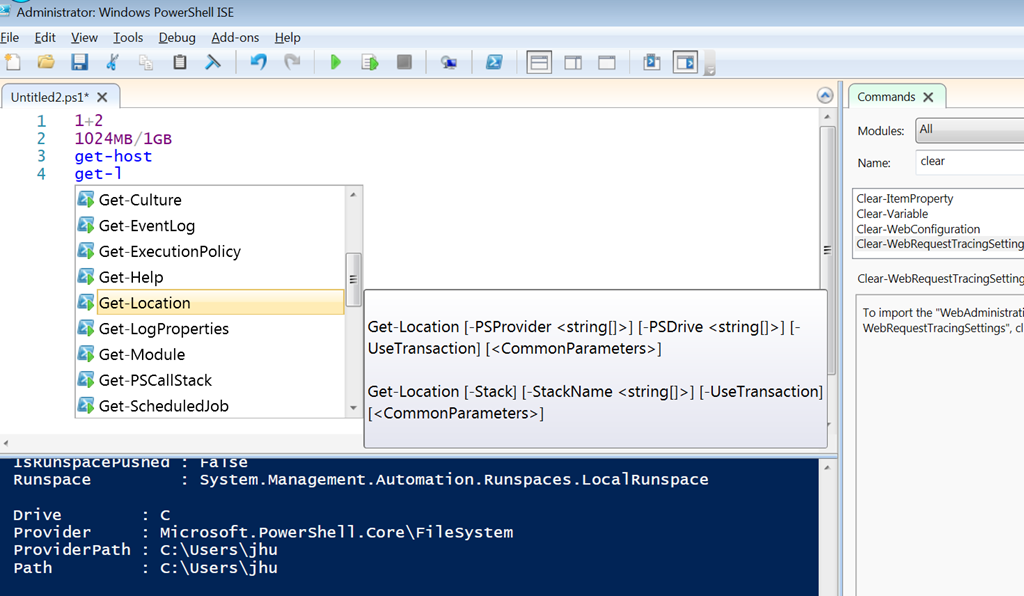 Administrator: Windows PowerShell ISE
File Edit View Tools Debug Add-ons Help
Untitled2.ps1*
1 1+2
2 1024MB/1GB
3 get-host
4 get-l
Get-Culture
Get-EventLog
Get-ExecutionPolicy
Get-Help
Get-Location
Get-LogProperties
Get-Module
Get-PSCallStack
Get-ScheduledJob
Get-Location [-PSProvider <string[]>] [-PSDrive <string[]>] [-
UseTransaction] [<CommonParameters>]
Get-Location [-Stack] [-StackName <string[]>] [-UseTransaction]
[<CommonParameters>]
Commands
Modules: All
Name: clear
Clear-ItemProperty
Clear-Variable
Clear-WebConfiguration
Clear-WebRequestTracingSetting
Clear-WebRequestTracingSetting
To import the "WebAdministrati
WebRequestTracingSettings", cl
IsRunspacePushed : False
Runspace : System.Management.Automation.Runspaces.LocalRunspace
Drive : C
Provider : Microsoft.PowerShell.Core\FileSystem
ProviderPath : C:\Users\jhu
Path : C:\Users\jhu